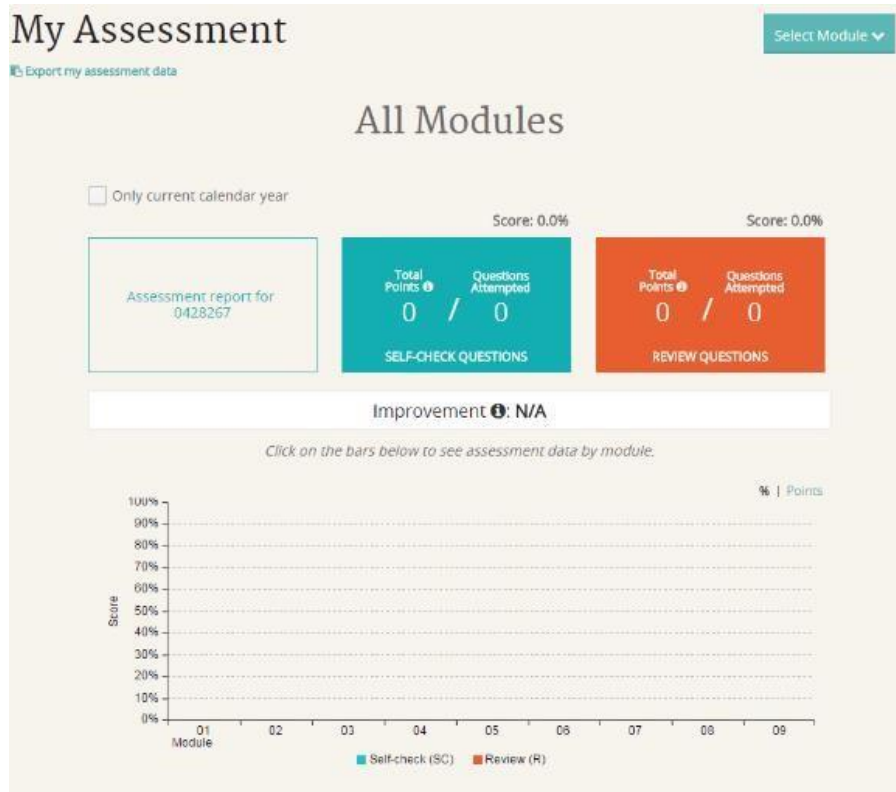 My Assessment
Select Module
Export my assessment data
All Modules
Only current calendar year
Score: 0.0%
Score: 0.0%
Assessment report for
0428267
Total Points
Questions Attempted
0 / 0
SELF-CHECK QUESTIONS
Total Points
Questions Attempted
0 / 0
REVIEW QUESTIONS
Improvement : N/A
Click on the bars below to see assessment data by module.
% | Points
100%
90%
80%
70%
60%
50%
40%
30%
20%
10%
0%
Score
01 02 03 04 05 06 07 08 09
Module
Self-check (SC) Review (R)